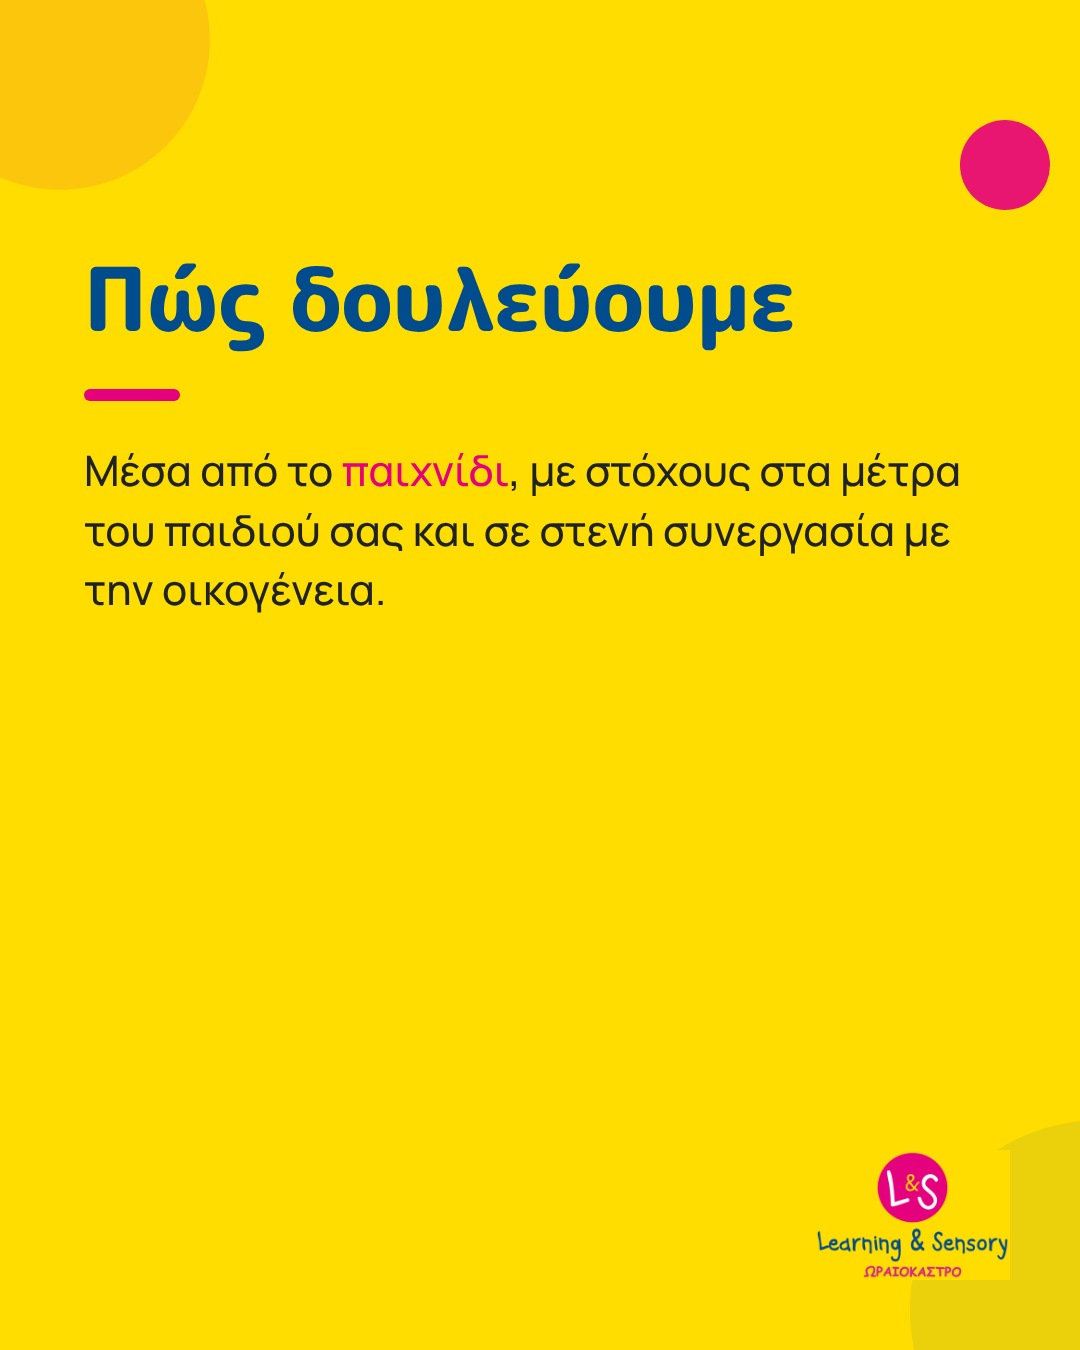 Πώς δουλεύουμε
Μέσα από το παιχνίδι, με στόχους στα μέτρα
του παιδιού σας και σε στενή συνεργασία με
την οικογένεια.
L&S
Learning & Sensory
ΩΡΑΙΟΚΑΣΤΡΟ